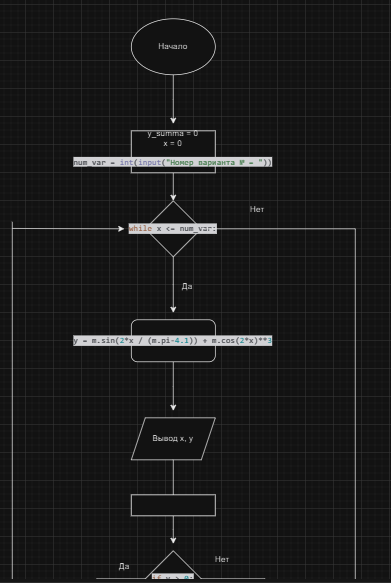 Начало
y_summa = 0
x = 0
num_var = int(input("Номер варианта № = "))
Нет
while x <= num_var:
Да
y = m.sin(2*x / (m.pi-4.1)) + m.cos(2*x)**3
Вывод x, y
Да
Нет